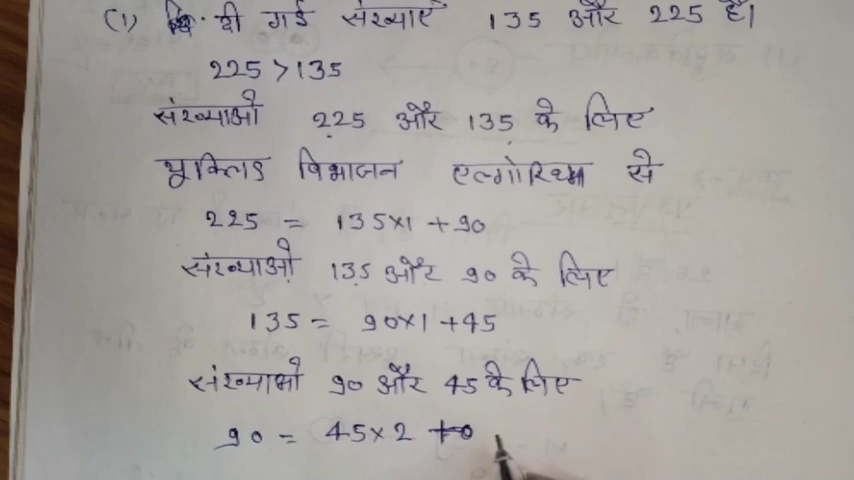 (1) दी गई संख्याएँ 135 और 225 हैं।
225 > 135
संख्याओं 225 और 135 के लिए
यूक्लिड विभाजन एल्गोरिथ्म से
225 = 135×1 + 90
संख्याओं 135 और 90 के लिए
135 = 90×1 + 45
संख्याओं 90 और 45 के लिए
90 = 45×2 + 0